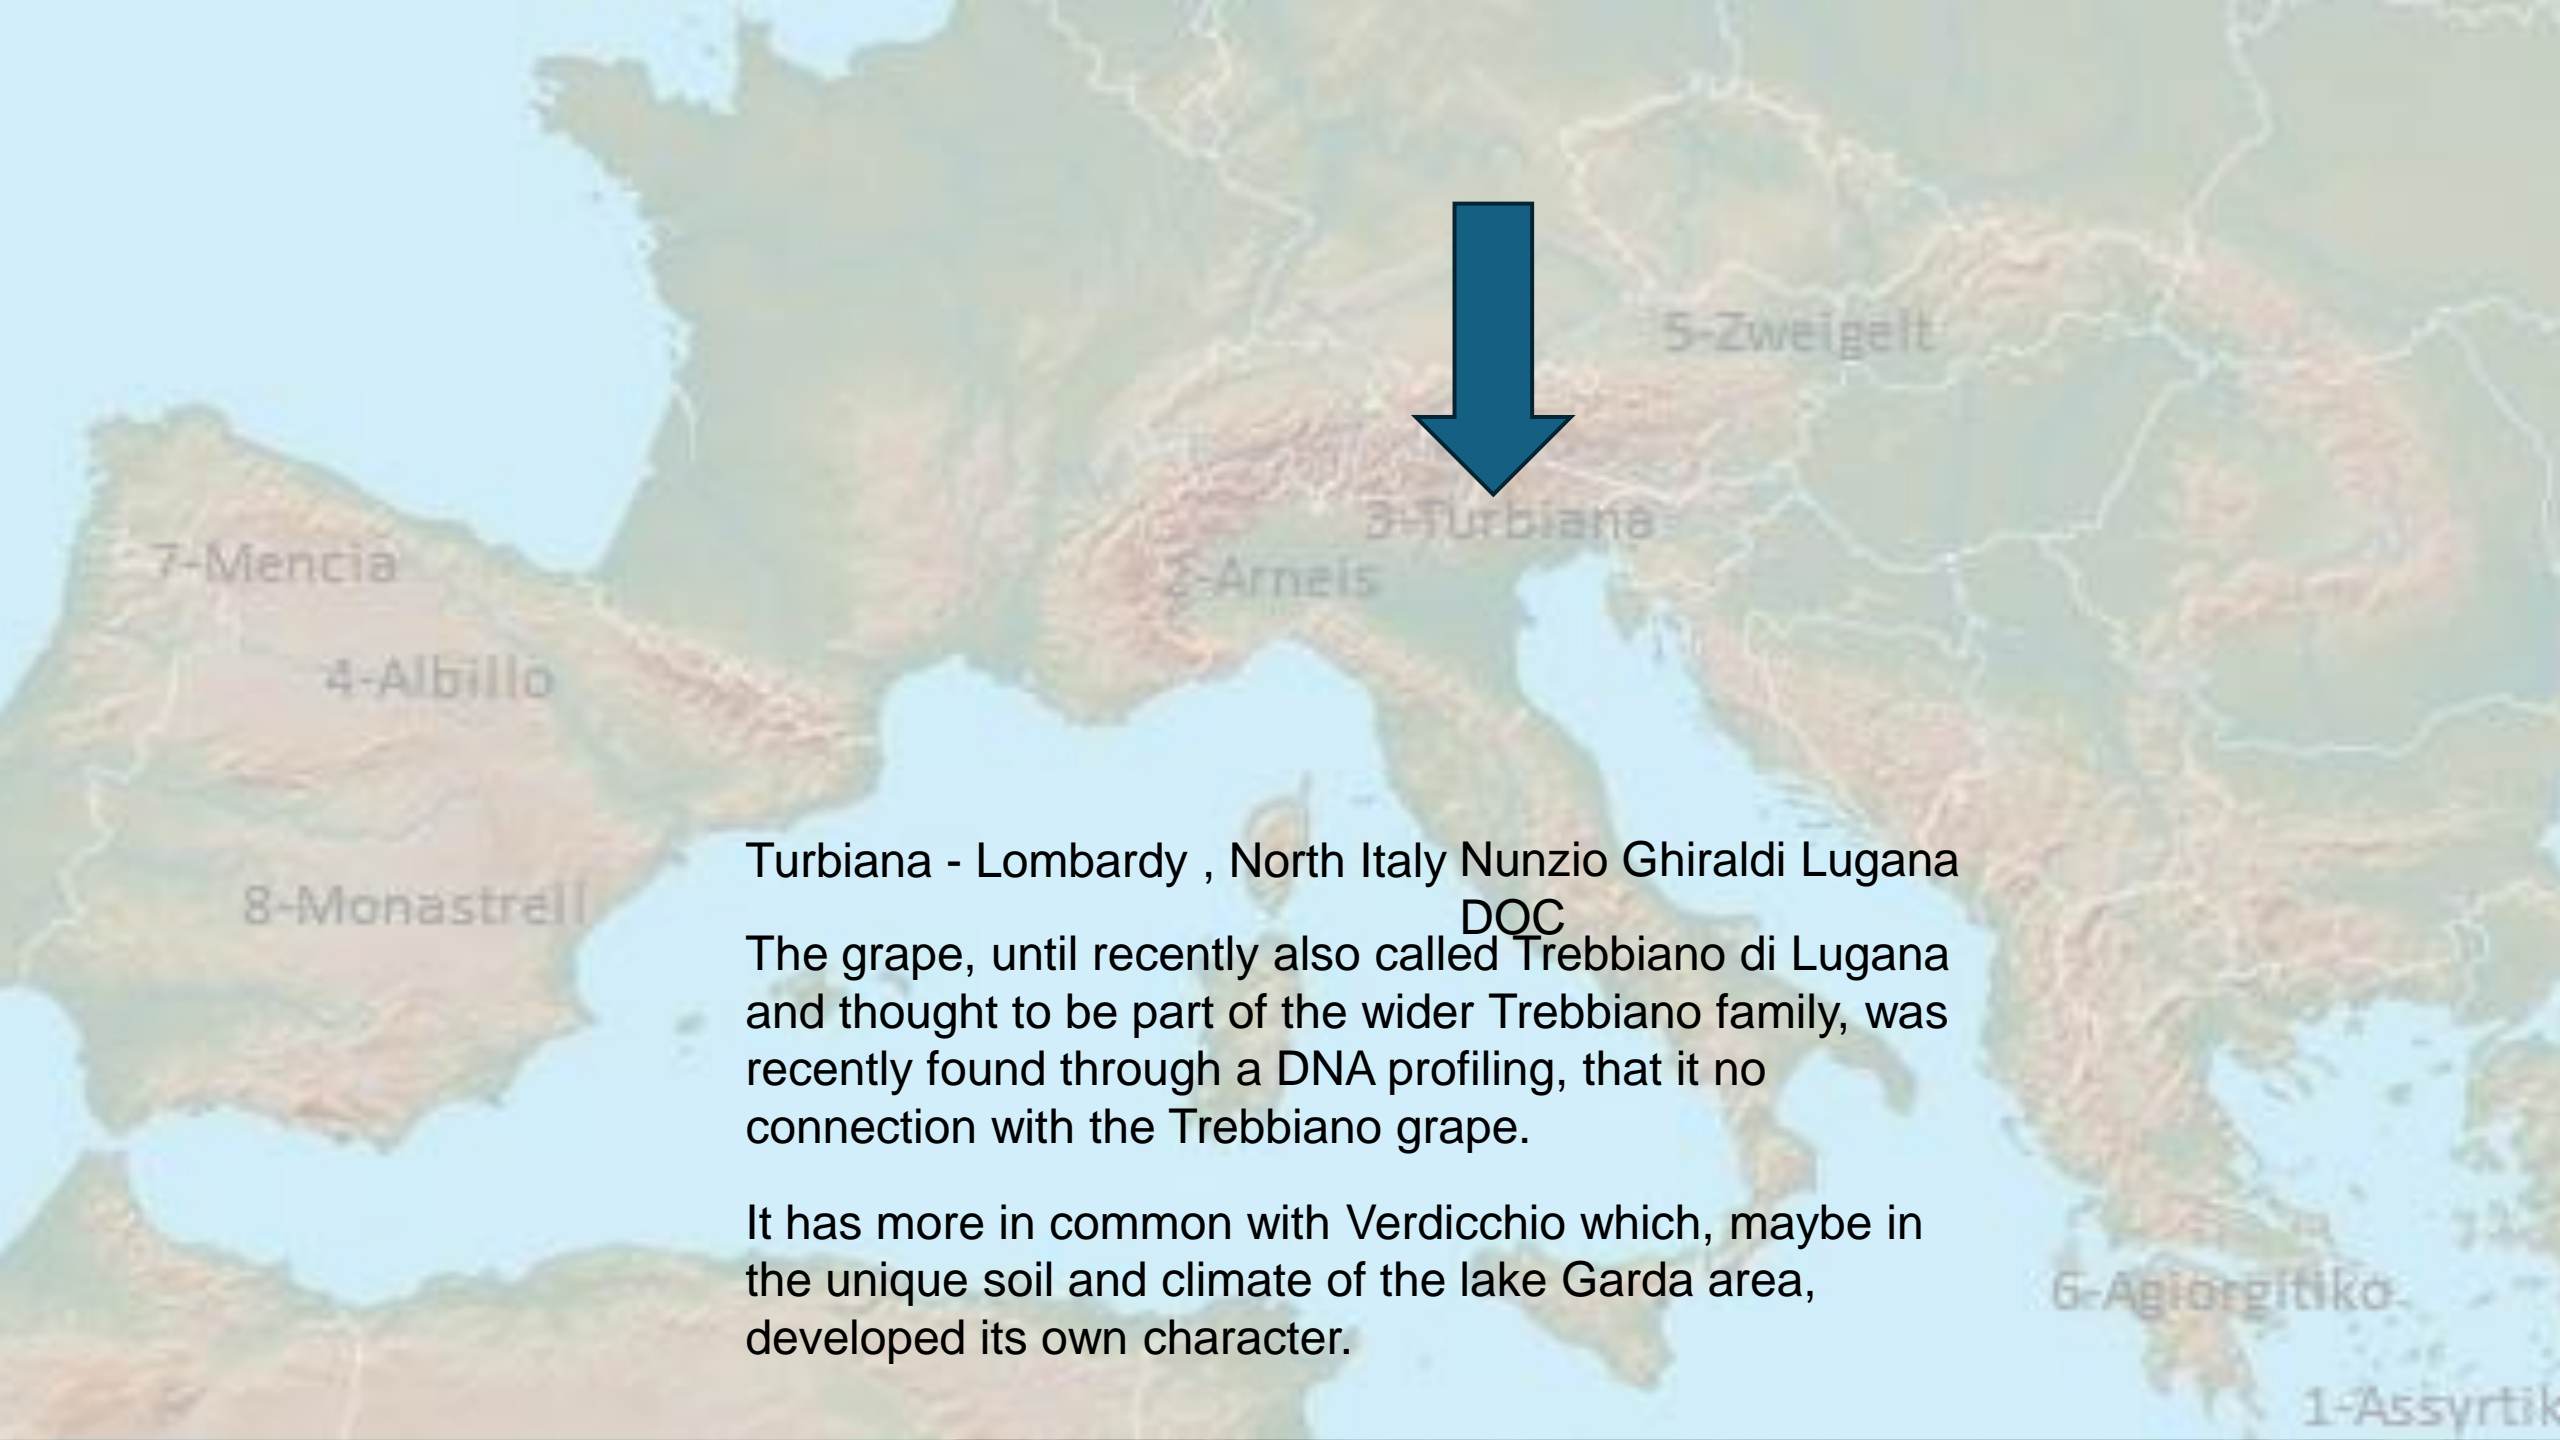 5-Zweigelt
3-Turbiana
7-Mencia
2-Arneis
4-Albillo
8-Monastrell
Turbiana - Lombardy , North Italy Nunzio Ghiraldi Lugana
DOC
The grape, until recently also called Trebbiano di Lugana
and thought to be part of the wider Trebbiano family, was
recently found through a DNA profiling, that it no
connection with the Trebbiano grape.
It has more in common with Verdicchio which, maybe in
the unique soil and climate of the lake Garda area,
developed its own character.
6-Agiorgitiko
1-Assyrtik